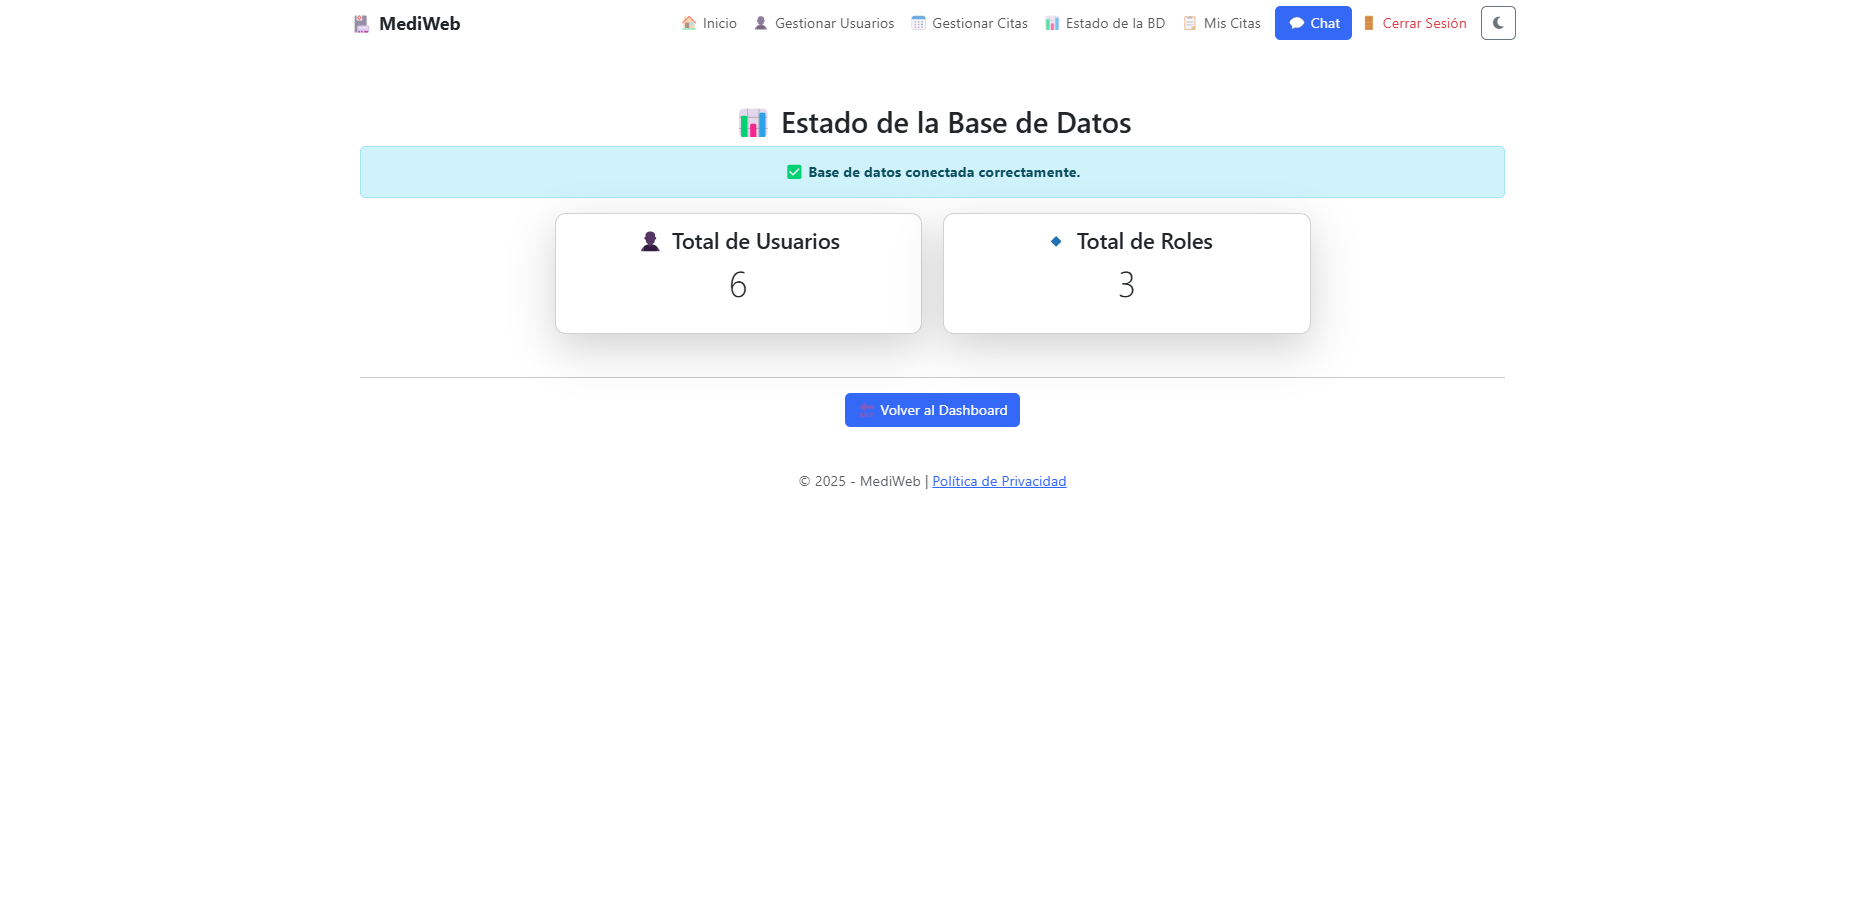 MediWeb
Inicio Gestionar Usuarios Gestionar Citas Estado de la BD Mis Citas Chat Cerrar Sesión
Estado de la Base de Datos
Base de datos conectada correctamente.
Total de Usuarios
6
Total de Roles
3
Volver al Dashboard
© 2025 - MediWeb | Política de Privacidad